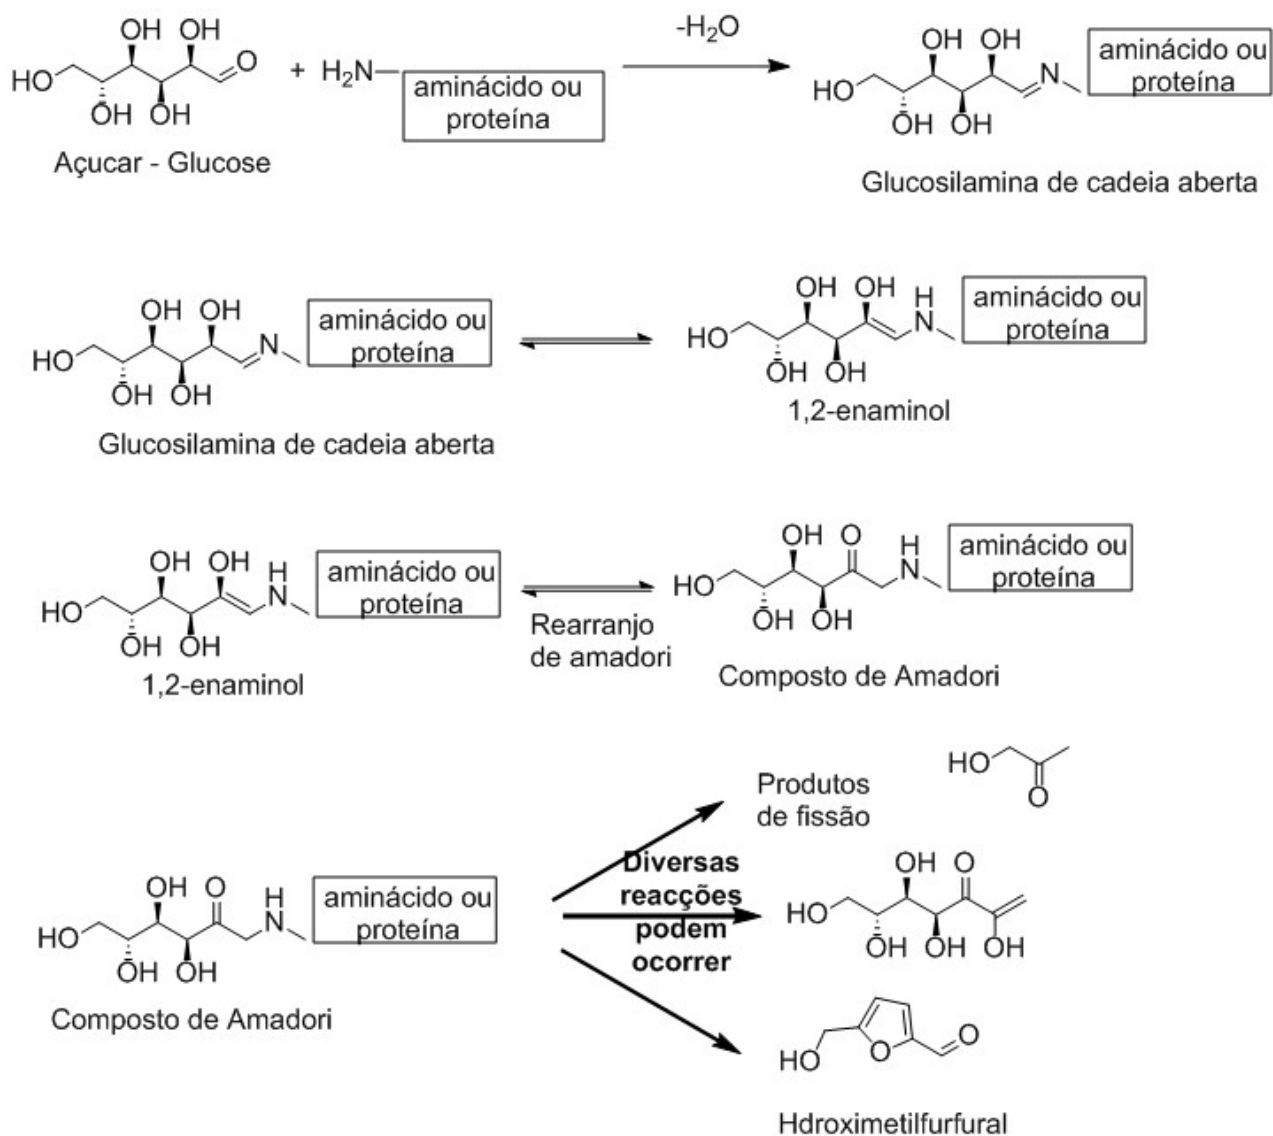 OH OH
HO
O
OH OH
Açucar - Glucose
+
H₂N
aminácido ou
proteína
-H₂O
OH OH
HO
N
OH OH
aminácido ou
proteína
Glucosilamina de cadeia aberta
OH OH
HO
N
OH OH
aminácido ou
proteína
Glucosilamina de cadeia aberta
OH OH H
N
HO
OH OH
aminácido ou
proteína
1,2-enaminol
OH OH H
N
HO
OH OH
aminácido ou
proteína
1,2-enaminol
Rearranjo
de amadori
OH O H
N
HO
OH OH
aminácido ou
proteína
Composto de Amadori
OH O H
N
HO
OH OH
aminácido ou
proteína
Composto de Amadori
Diversas
reacções
podem
ocorrer
Produtos
de fissão
HO
O
OH O
HO
OH OH OH
HO
O
O
Hdroximetilfurfural